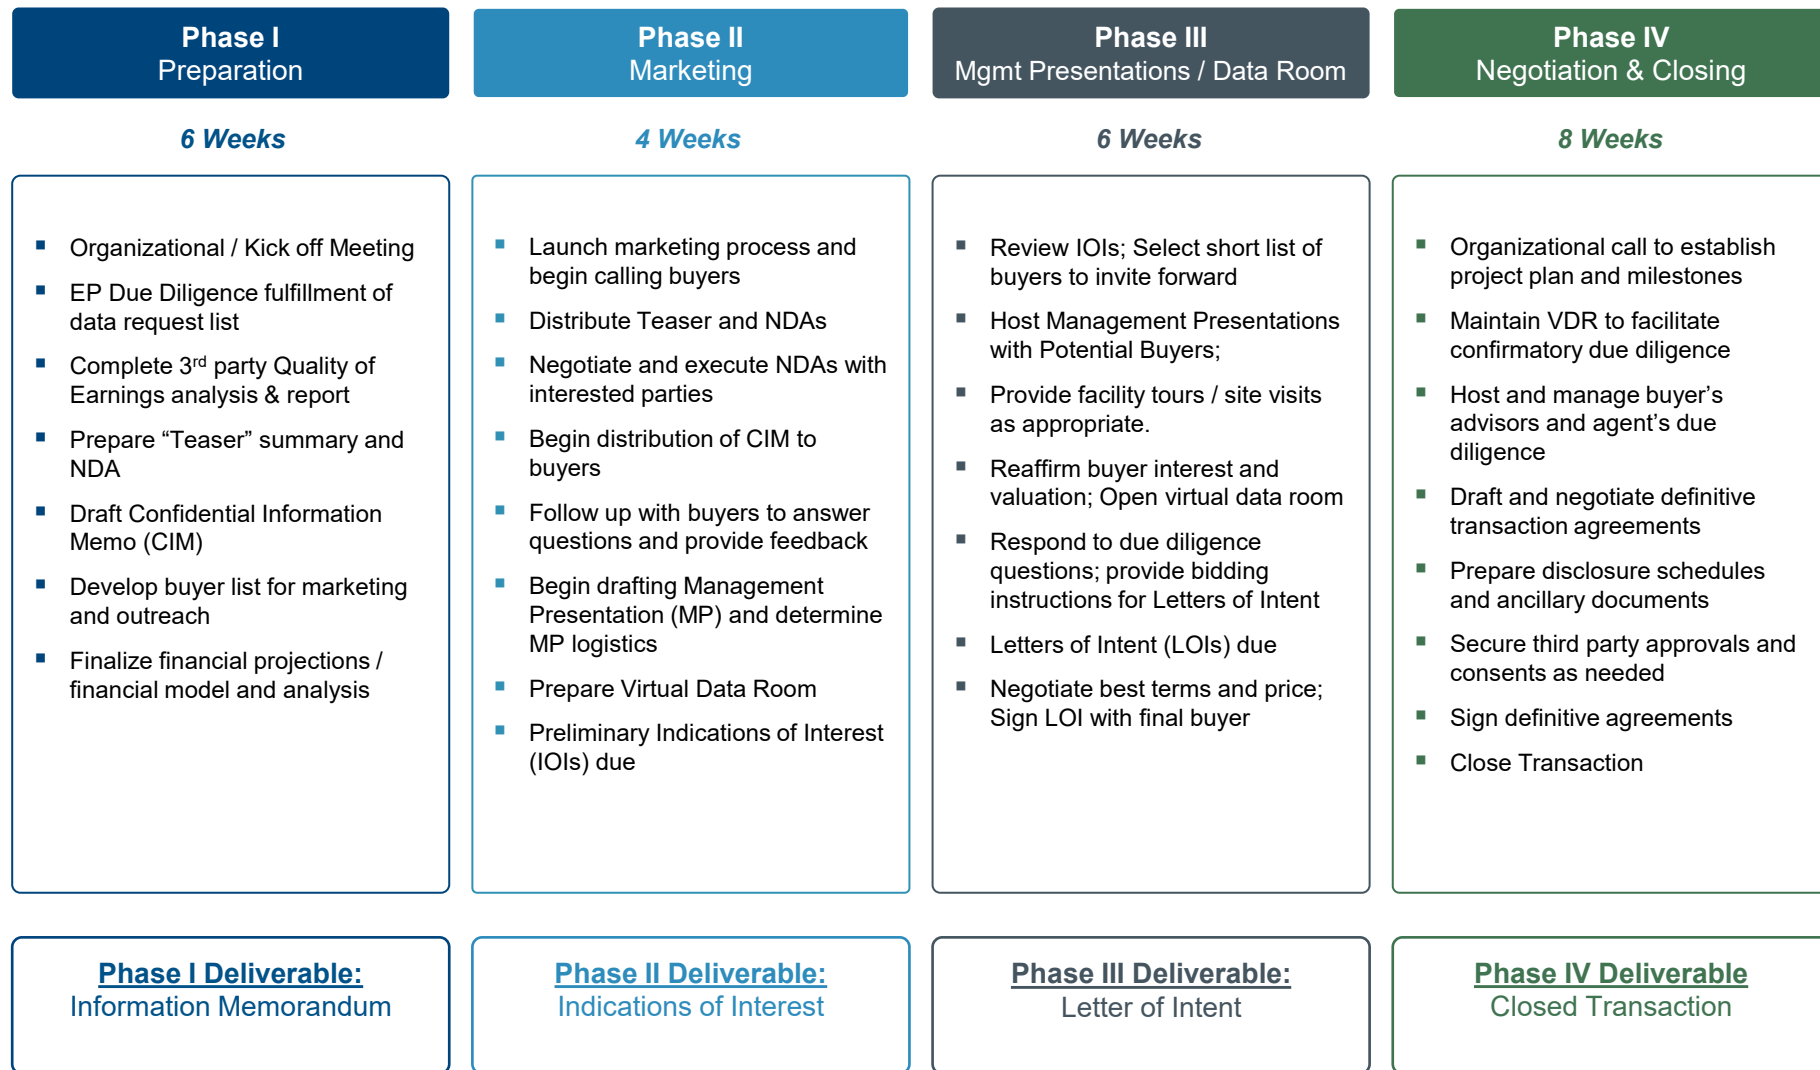 Phase I
Preparation
6 Weeks
▪ Organizational / Kick off Meeting
▪ EP Due Diligence fulfillment of
data request list
▪ Complete 3rd party Quality of
Earnings analysis & report
▪ Prepare “Teaser” summary and
NDA
▪ Draft Confidential Information
Memo (CIM)
▪ Develop buyer list for marketing
and outreach
▪ Finalize financial projections /
financial model and analysis
Phase I Deliverable:
Information Memorandum
Phase II
Marketing
4 Weeks
▪ Launch marketing process and
begin calling buyers
▪ Distribute Teaser and NDAs
▪ Negotiate and execute NDAs with
interested parties
▪ Begin distribution of CIM to
buyers
▪ Follow up with buyers to answer
questions and provide feedback
▪ Begin drafting Management
Presentation (MP) and determine
MP logistics
▪ Prepare Virtual Data Room
▪ Preliminary Indications of Interest
(IOIs) due
Phase II Deliverable:
Indications of Interest
Phase III
Mgmt Presentations / Data Room
6 Weeks
▪ Review IOIs; Select short list of
buyers to invite forward
▪ Host Management Presentations
with Potential Buyers;
▪ Provide facility tours / site visits
as appropriate.
▪ Reaffirm buyer interest and
valuation; Open virtual data room
▪ Respond to due diligence
questions; provide bidding
instructions for Letters of Intent
▪ Letters of Intent (LOIs) due
▪ Negotiate best terms and price;
Sign LOI with final buyer
Phase III Deliverable:
Letter of Intent
Phase IV
Negotiation & Closing
8 Weeks
▪ Organizational call to establish
project plan and milestones
▪ Maintain VDR to facilitate
confirmatory due diligence
▪ Host and manage buyer’s
advisors and agent’s due
diligence
▪ Draft and negotiate definitive
transaction agreements
▪ Prepare disclosure schedules
and ancillary documents
▪ Secure third party approvals and
consents as needed
▪ Sign definitive agreements
▪ Close Transaction
Phase IV Deliverable
Closed Transaction